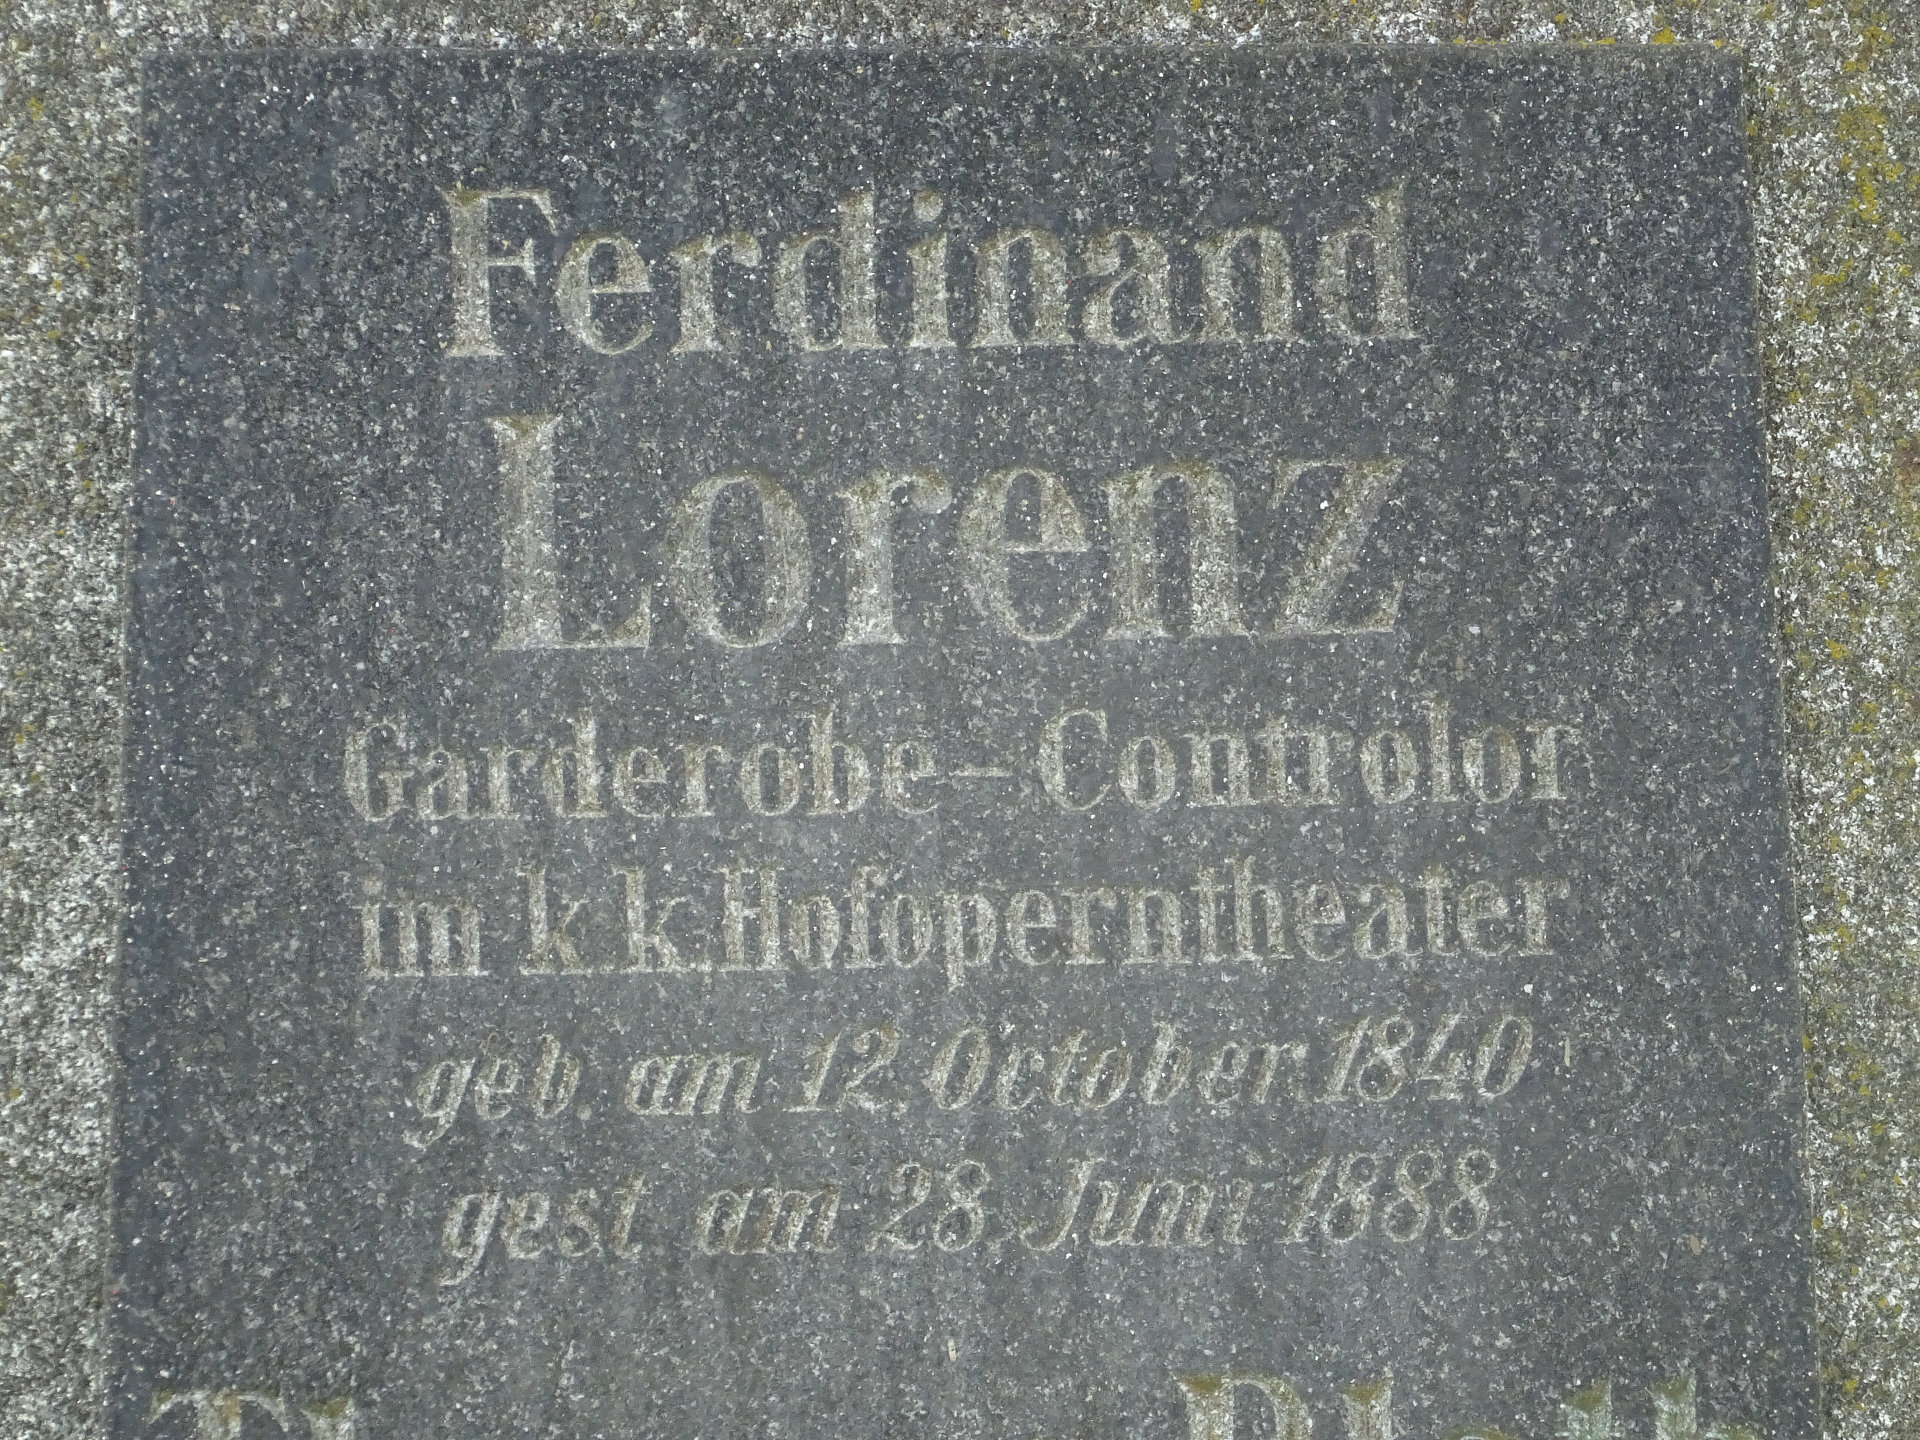 Ferdinand
Lorenz
Garderobe-Controlor
im k k Hofoperntheater
geb. am 12 October 1840
gest am 28 Juni 1888